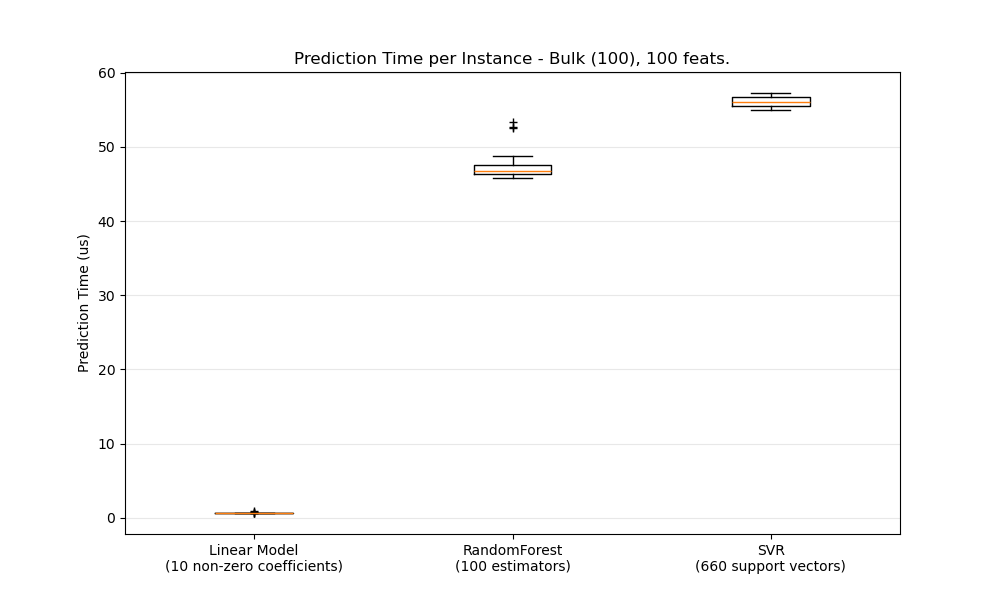 Prediction Time per Instance - Bulk (100), 100 feats.
60
50
40
30
20
10
0
Prediction Time (us)
Linear Model
(10 non-zero coefficients)
RandomForest
(100 estimators)
SVR
(660 support vectors)